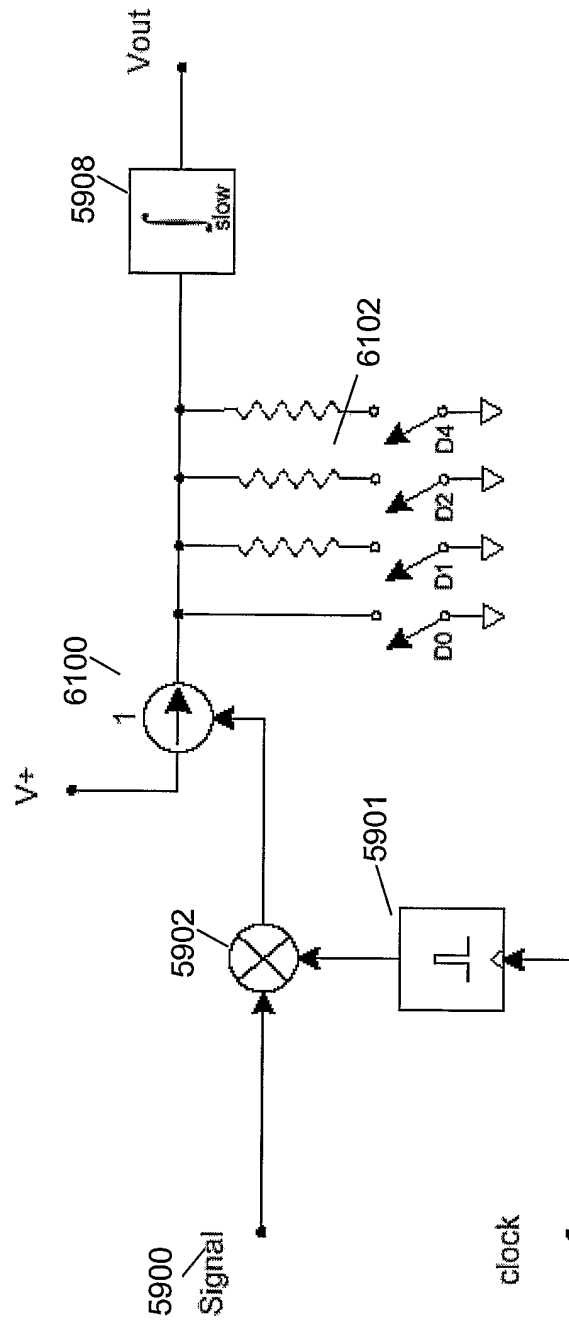 5900
Signal
clock
5901
5902
V+
6100
1
D0
D1
D2
D4
6102
5908
slow
Vout